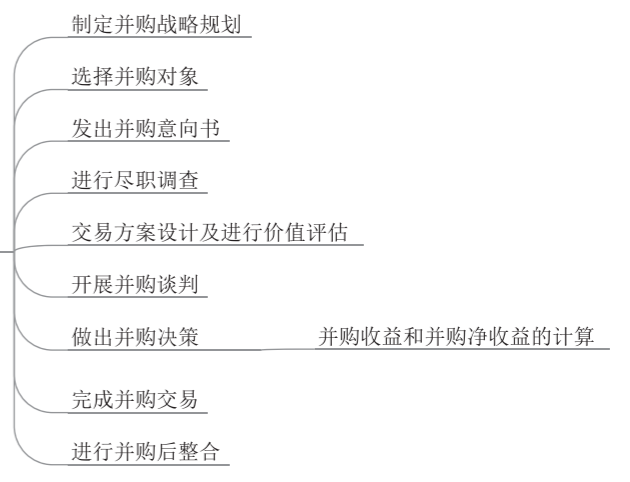 制定并购战略规划
选择并购对象
发出并购意向书
进行尽职调查
交易方案设计及进行价值评估
开展并购谈判
做出并购决策
并购收益和并购净收益的计算
完成并购交易
进行并购后整合